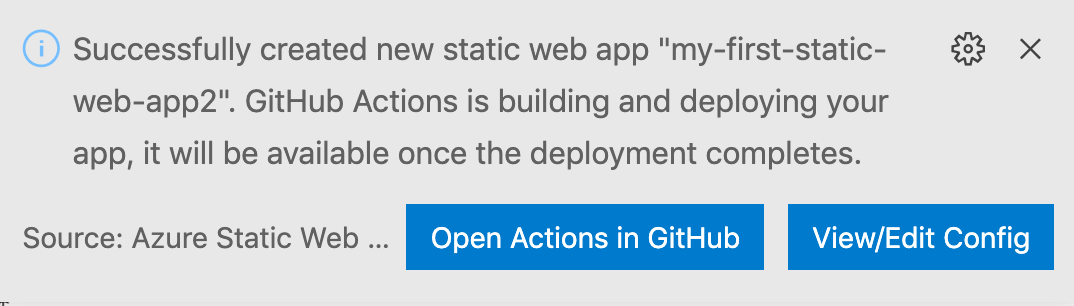 Successfully created new static web app "my-first-static-
web-app2". GitHub Actions is building and deploying your
app, it will be available once the deployment completes.
Source: Azure Static Web ... Open Actions in GitHub View/Edit Config